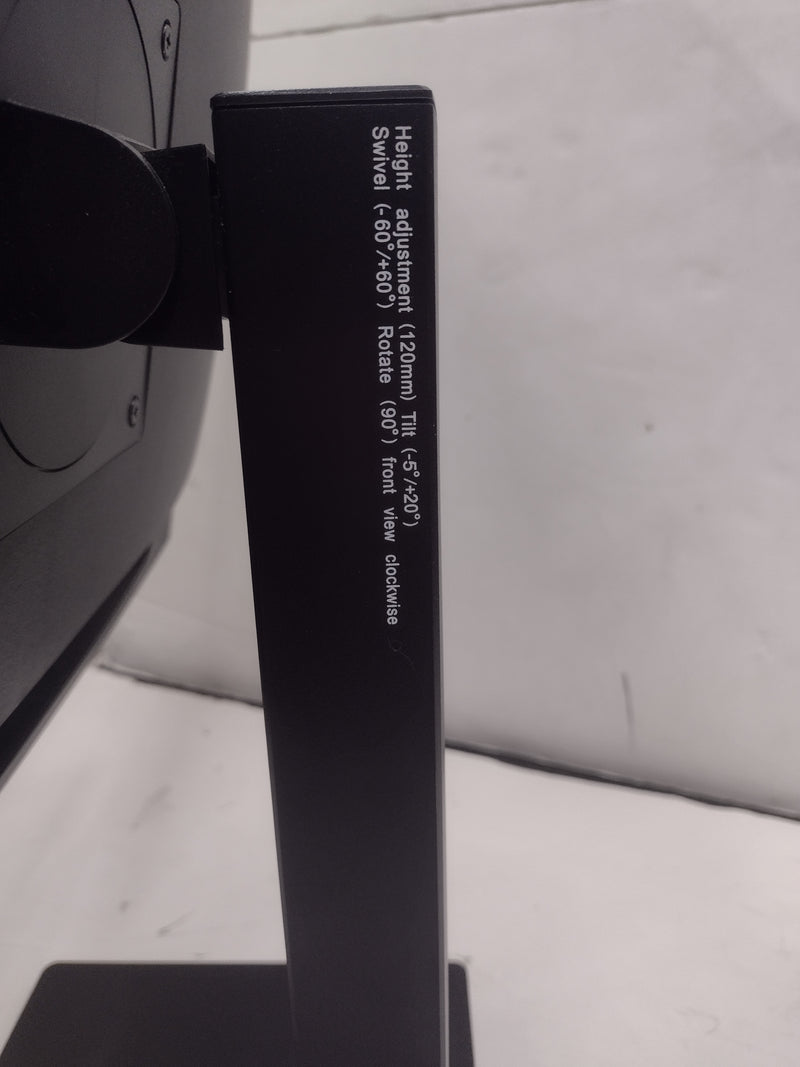 Height adjustment (120mm) Tilt (-5°/+20°)
Swivel (-60°/+60°) Rotate (90°) front view clockwise